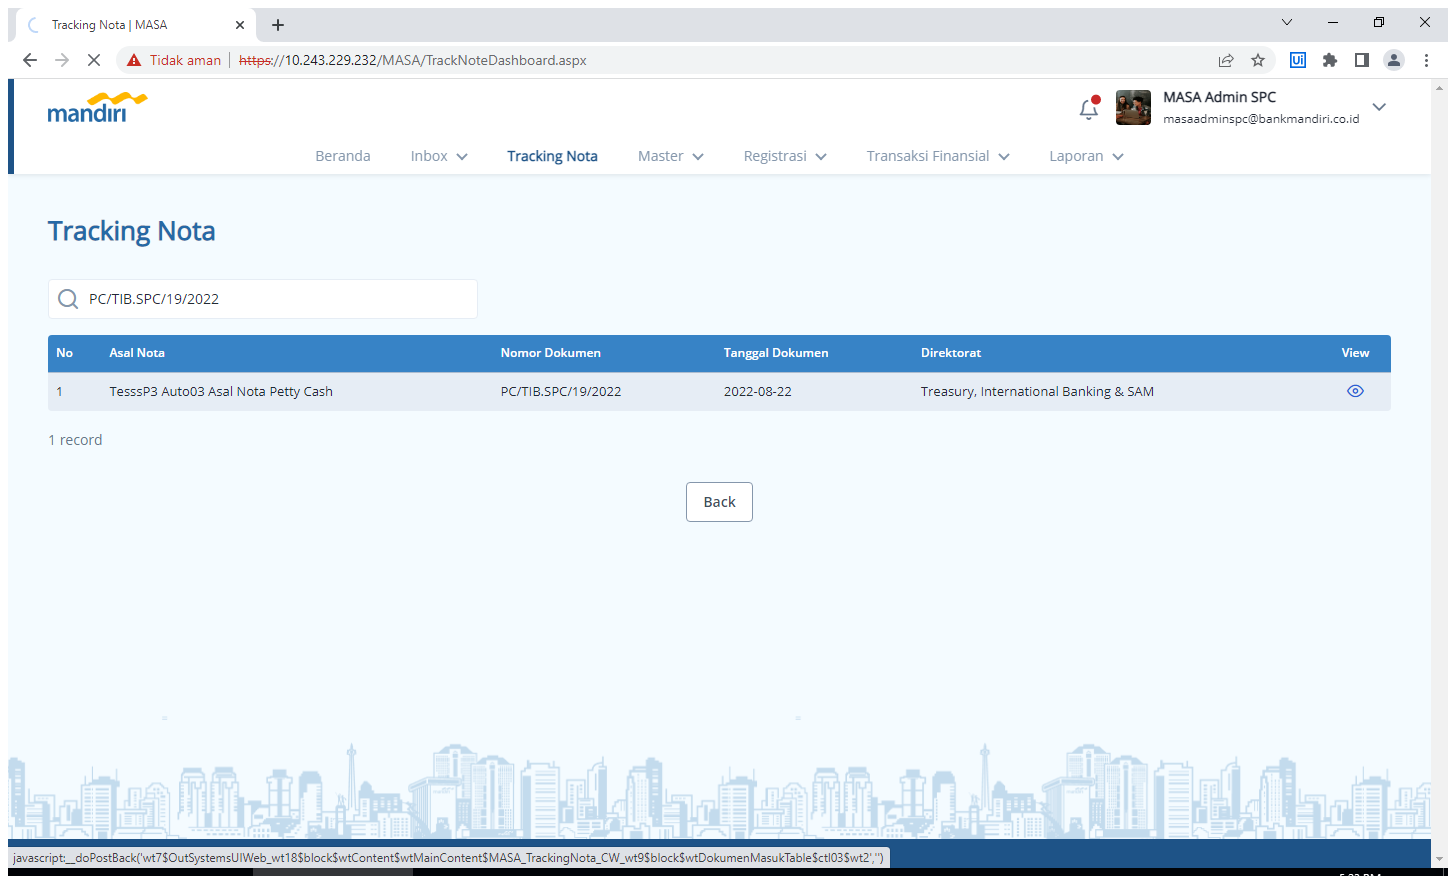 Tracking Nota | MASA
Tidak aman | https://10.243.229.232/MASA/TrackNoteDashboard.aspx
Ui
mandiri
MASA Admin SPC
masaadminspc@bankmandiri.co.id
Beranda Inbox Tracking Nota Master Registrasi Transaksi Finansial Laporan
Tracking Nota
PC/TIB.SPC/19/2022
No Asal Nota Nomor Dokumen Tanggal Dokumen Direktorat View
1 TesssP3 Auto03 Asal Nota Petty Cash PC/TIB.SPC/19/2022 2022-08-22 Treasury, International Banking & SAM
1 record
Back
javascript:__doPostBack('wt7$OutSystemsUIWeb_wt18$block$wtContent$wtMainContent$MASA_TrackingNota_CW_wt9$block$wtDokumenMasukTable$ctl03$wt2','')